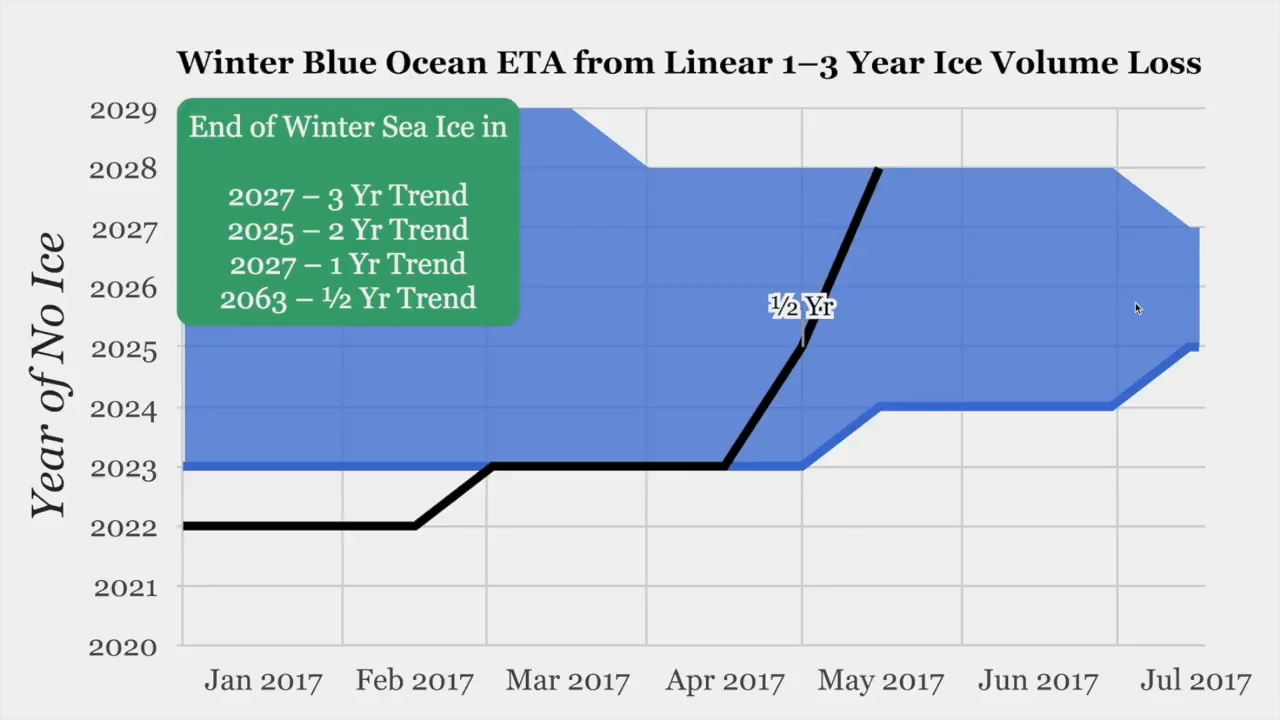 Winter Blue Ocean ETA from Linear 1–3 Year Ice Volume Loss
End of Winter Sea Ice in
2027 – 3 Yr Trend
2025 – 2 Yr Trend
2027 – 1 Yr Trend
2063 – ½ Yr Trend
Year of No Ice
2029
2028
2027
2026
2025
2024
2023
2022
2021
2020
½ Yr
Jan 2017 Feb 2017 Mar 2017 Apr 2017 May 2017 Jun 2017 Jul 2017